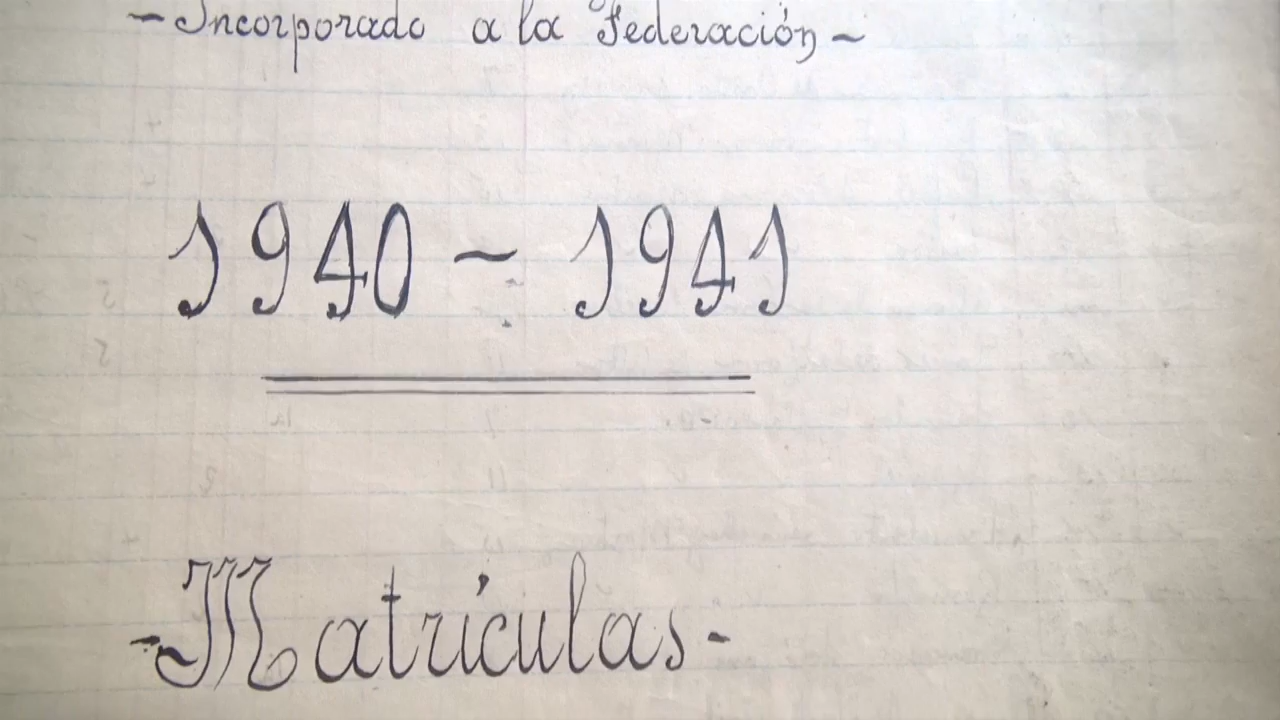 ~ Incorporado a la Federación ~
1940 ~ 1941
- Matrículas -